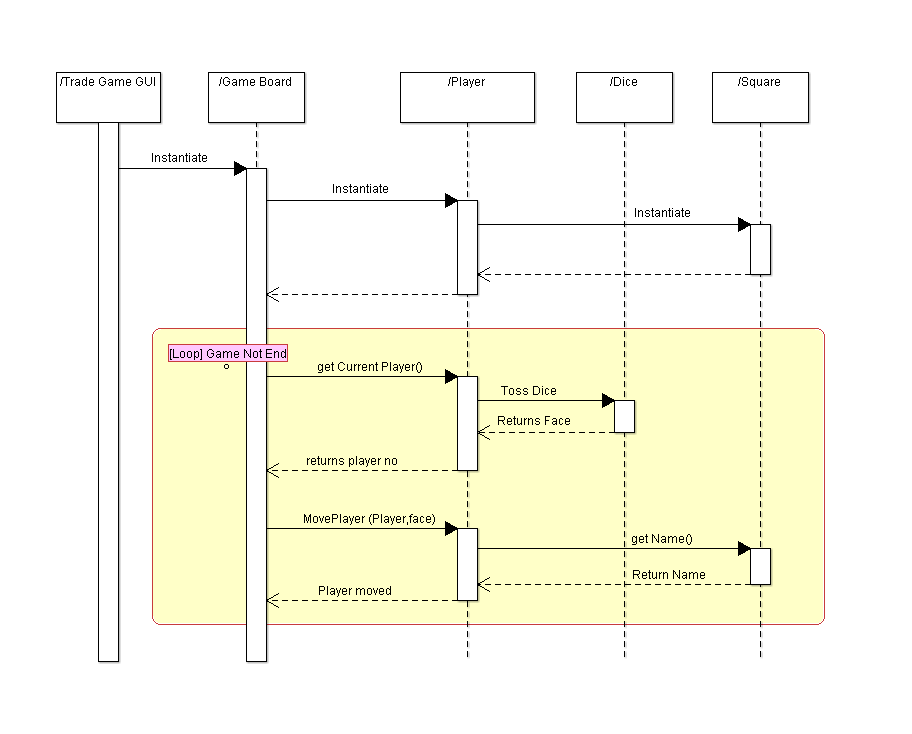 /Trade Game GUI
/Game Board
/Player
/Dice
/Square
Instantiate
Instantiate
Instantiate
[Loop] Game Not End
get Current Player()
Toss Dice
Returns Face
returns player no
MovePlayer (Player,face)
get Name()
Return Name
Player moved